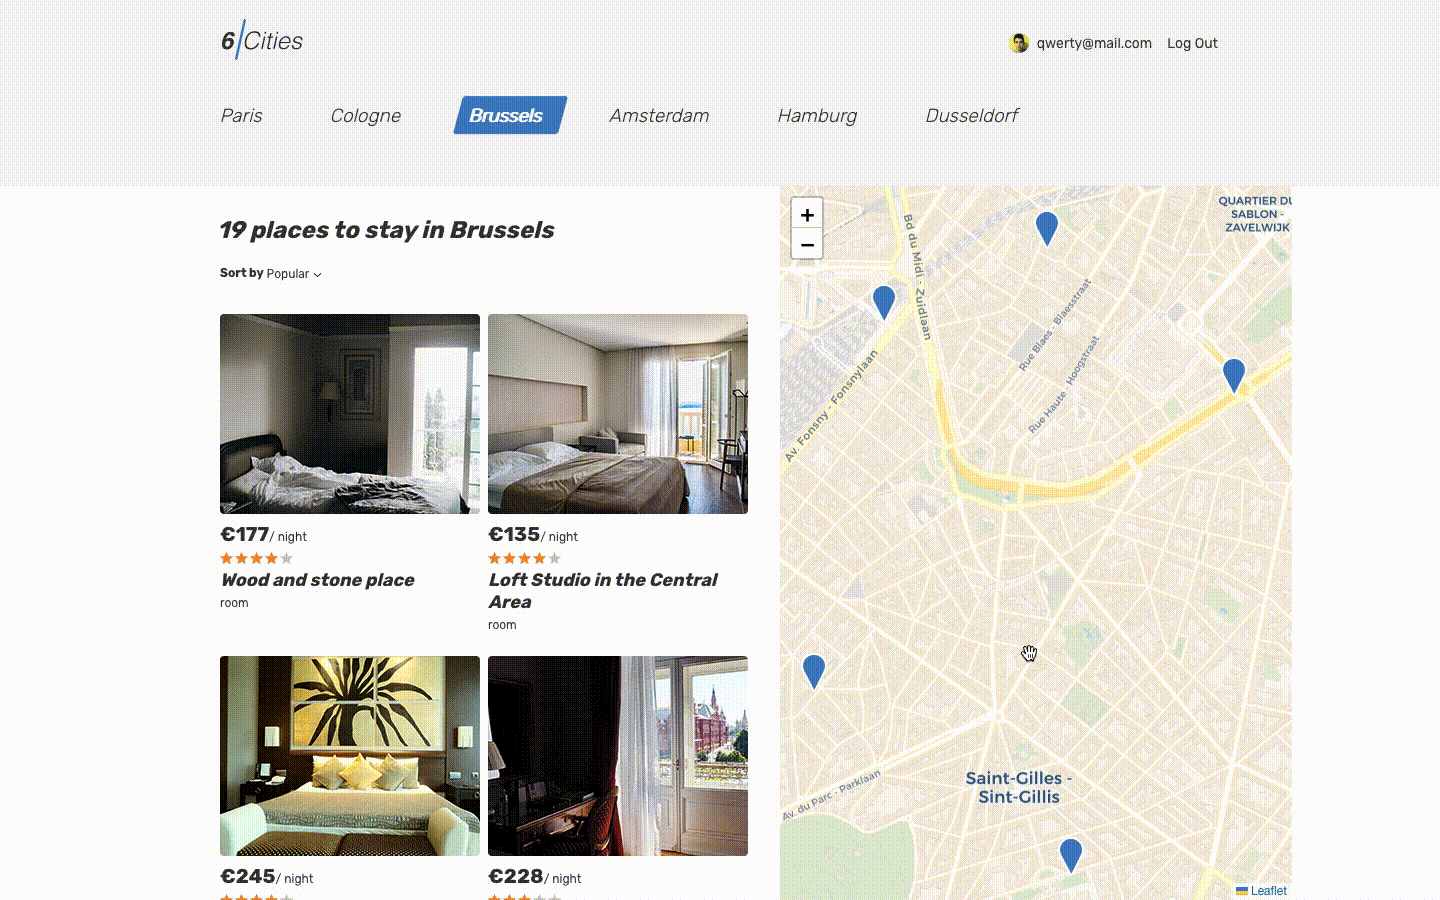 6 Cities
qwerty@mail.com Log Out
Paris Cologne Brussels Amsterdam Hamburg Dusseldorf
19 places to stay in Brussels
Sort by Popular
€177/ night
Wood and stone place
room
€135/ night
Loft Studio in the Central
Area
room
€245/ night
€228/ night
+
−
QUARTIER DU
SABLON -
ZAVELWIJK
Bd du Midi - Zuidlaan
Rue Blaes - Blaesstraat
Rue Haute - Hoogstraat
Av. Fonsny - Fonsnylaan
Saint-Gilles -
Sint-Gillis
Av. du Parc - Parklaan
Leaflet